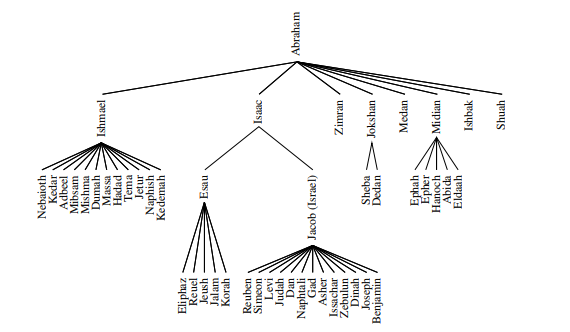 Abraham
Ishmael
Isaac
Zimran
Jokshan
Medan
Midian
Ishbak
Shuah
Nebaioth
Kedar
Adbeel
Mibsam
Mishma
Dumah
Massa
Hadad
Tema
Jetur
Naphish
Kedemah
Esau
Jacob (Israel)
Sheba
Dedan
Ephah
Epher
Hanoch
Abida
Eldaah
Eliphaz
Reuel
Jeush
Jalam
Korah
Reuben
Simeon
Levi
Judah
Dan
Naphtali
Gad
Asher
Issachar
Zebulun
Dinah
Joseph
Benjamin